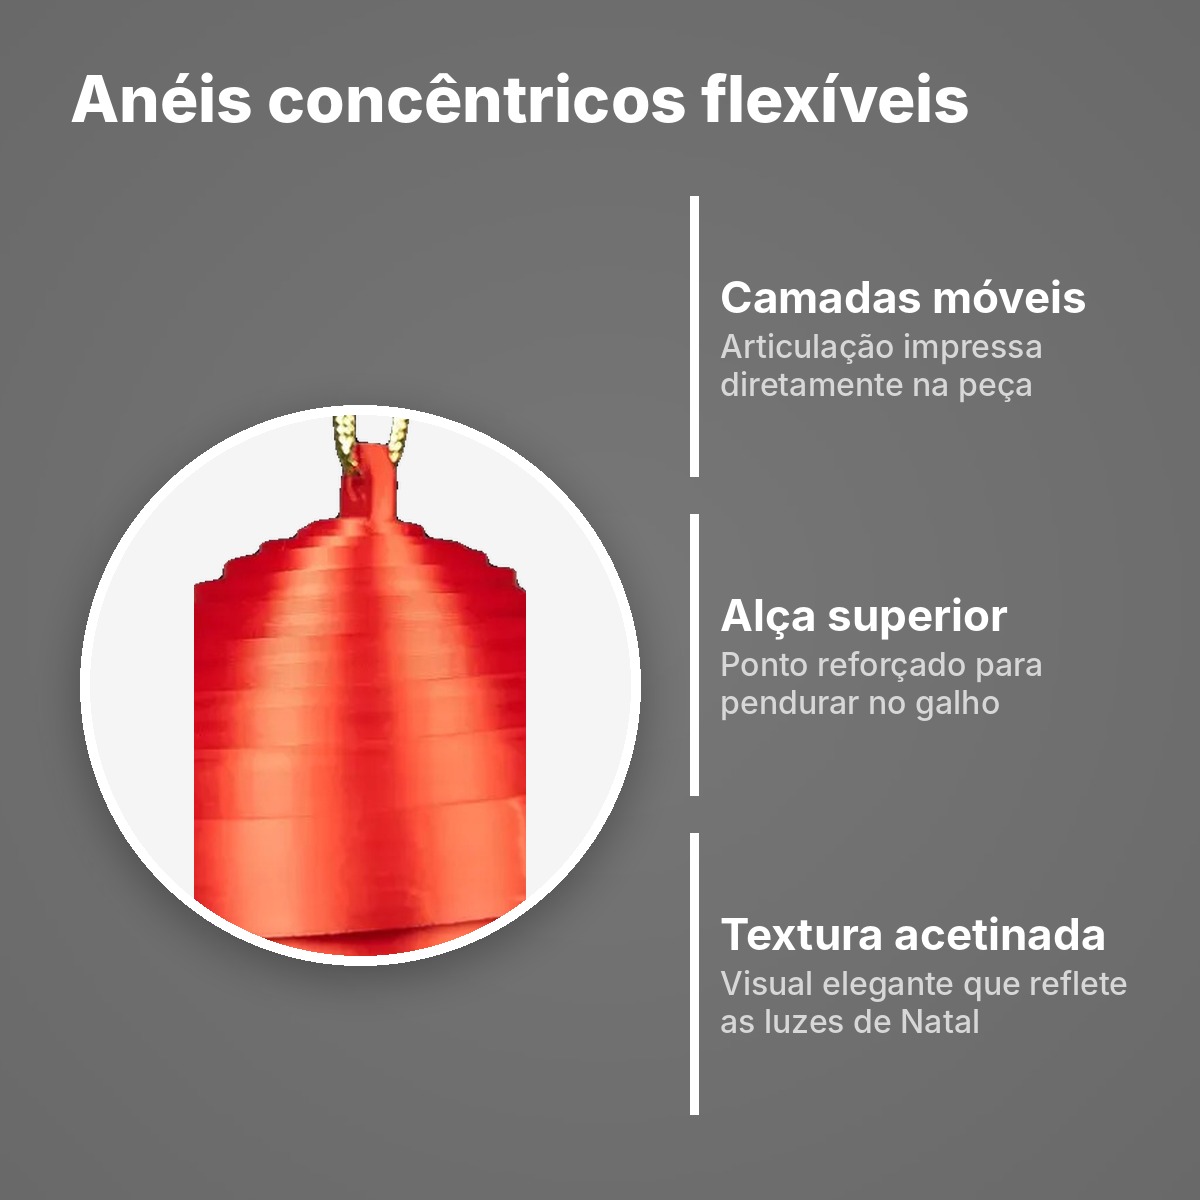 Anéis concêntricos flexíveis
Camadas móveis
Articulação impressa
diretamente na peça
Alça superior
Ponto reforçado para
pendurar no galho
Textura acetinada
Visual elegante que reflete
as luzes de Natal